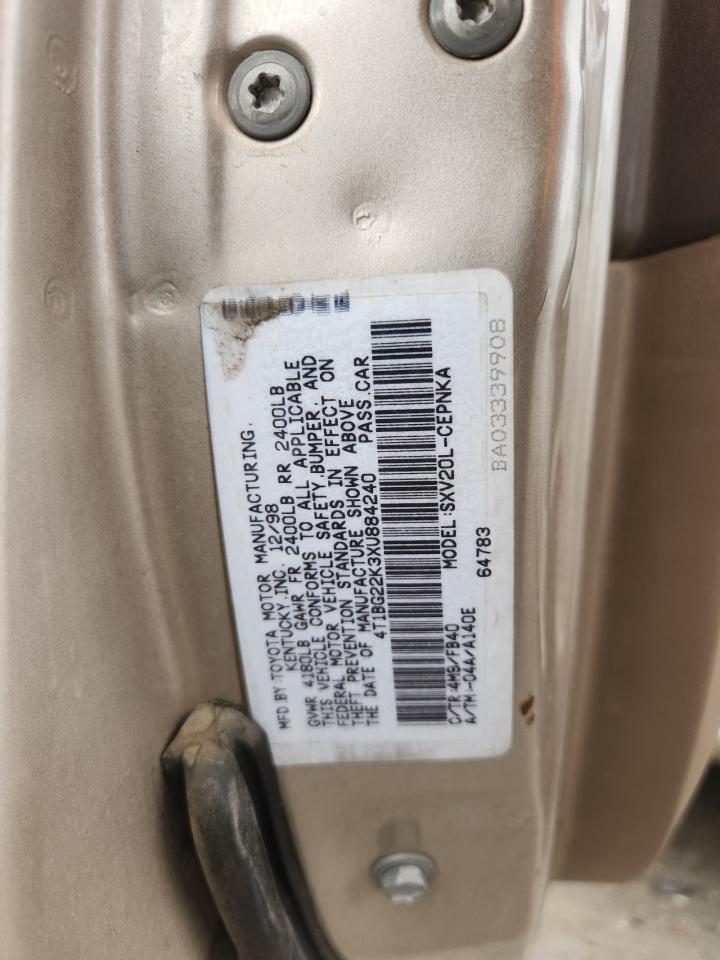 MFD.BY:TOYOTA MOTOR MANUFACTURING,
KENTUCKY,INC. 12/98
GVWR 4180LB GAWR FR 2400LB RR 2400LB
THIS VEHICLE CONFORMS TO ALL APPLICABLE
FEDERAL MOTOR VEHICLE SAFETY,BUMPER, AND
THEFT PREVENTION STANDARDS IN EFFECT ON
THE DATE OF MANUFACTURE SHOWN ABOVE.
4T1BG22K3XU884240 PASS.CAR
C/TR:4M9/FB40 MODEL:SXV20L-CEPNKA
A/TM:-04A/A140E 64783
BA03339908